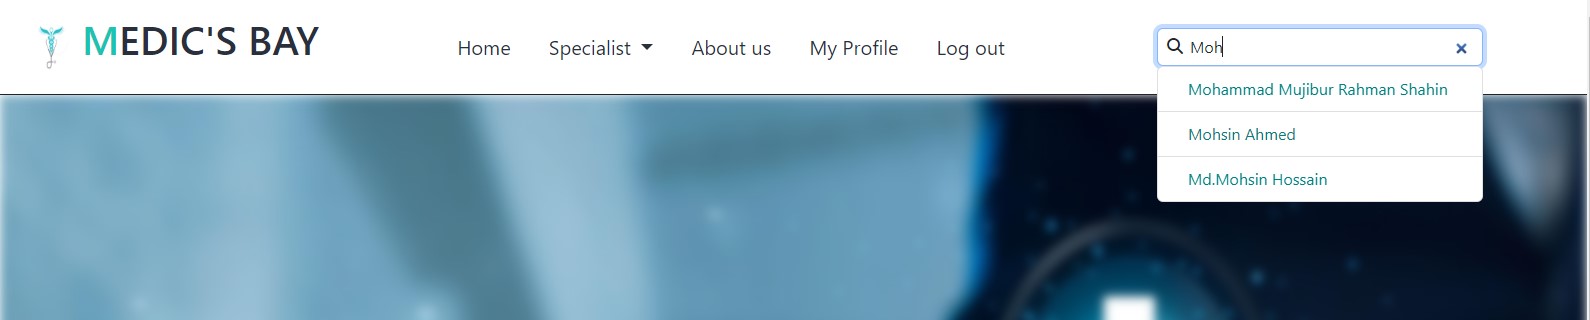 MEDIC'S BAY
Home Specialist About us My Profile Log out
Moh
Mohammad Mujibur Rahman Shahin
Mohsin Ahmed
Md.Mohsin Hossain